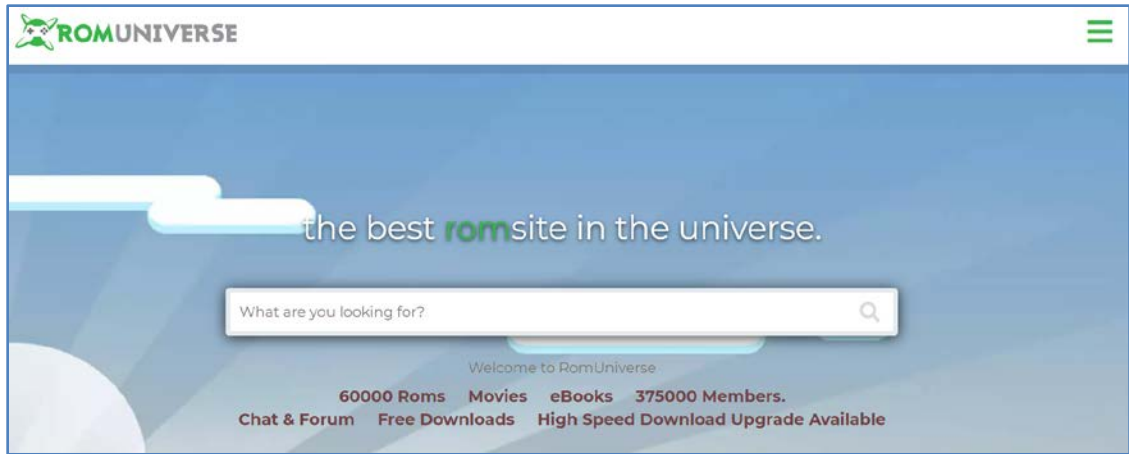 ROMUNIVERSE
the best romsite in the universe.
What are you looking for?
Welcome to RomUniverse
60000 Roms Movies eBooks 375000 Members.
Chat & Forum Free Downloads High Speed Download Upgrade Available